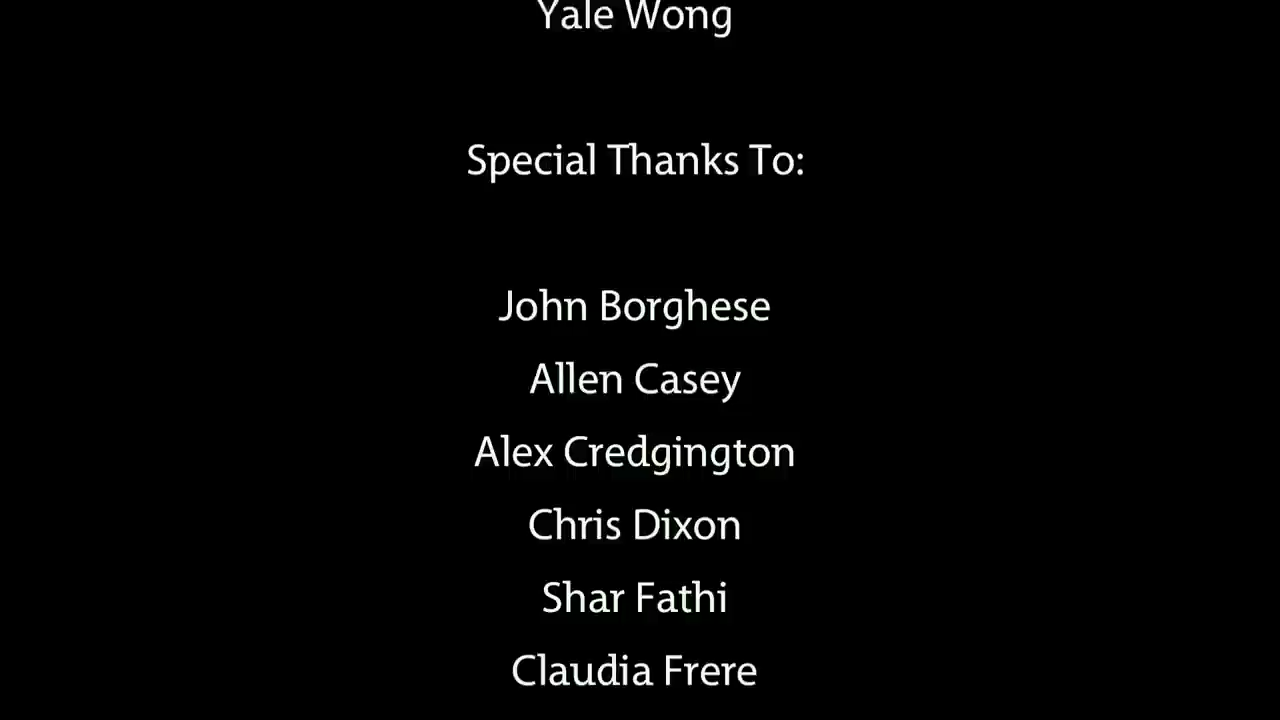 Yale Wong
Special Thanks To:
John Borghese
Allen Casey
Alex Credgington
Chris Dixon
Shar Fathi
Claudia Frere